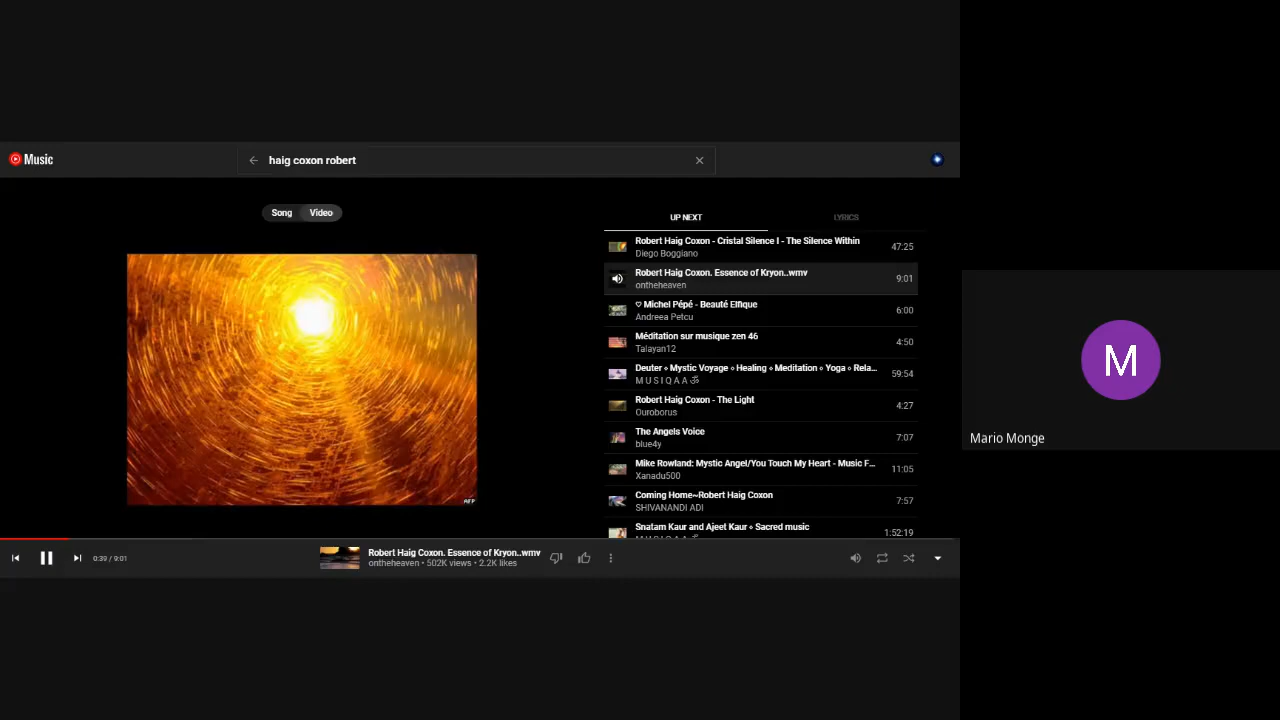 Music
haig coxon robert
Song
Video
UP NEXT
LYRICS
Robert Haig Coxon - Cristal Silence I - The Silence Within
Diego Boggiano
47:25
Robert Haig Coxon. Essence of Kryon..wmv
ontheheaven
9:01
♡ Michel Pépé - Beauté Elfique
Andreea Petcu
6:00
Méditation sur musique zen 46
Talayan12
4:50
Deuter ⋄ Mystic Voyage ⋄ Healing ⋄ Meditation ⋄ Yoga ⋄ Rela...
M U S I Q A A ॐ
59:54
Robert Haig Coxon - The Light
Ouroborus
4:27
The Angels Voice
blue4y
7:07
Mike Rowland: Mystic Angel/You Touch My Heart - Music F...
Xanadu500
11:05
Coming Home~Robert Haig Coxon
SHIVANANDI ADI
7:57
Snatam Kaur and Ajeet Kaur ⋄ Sacred music
M U S I Q A A ॐ
1:52:19
AFP
0:39 / 9:01
Robert Haig Coxon. Essence of Kryon..wmv
ontheheaven • 502K views • 2.2K likes
M
Mario Monge